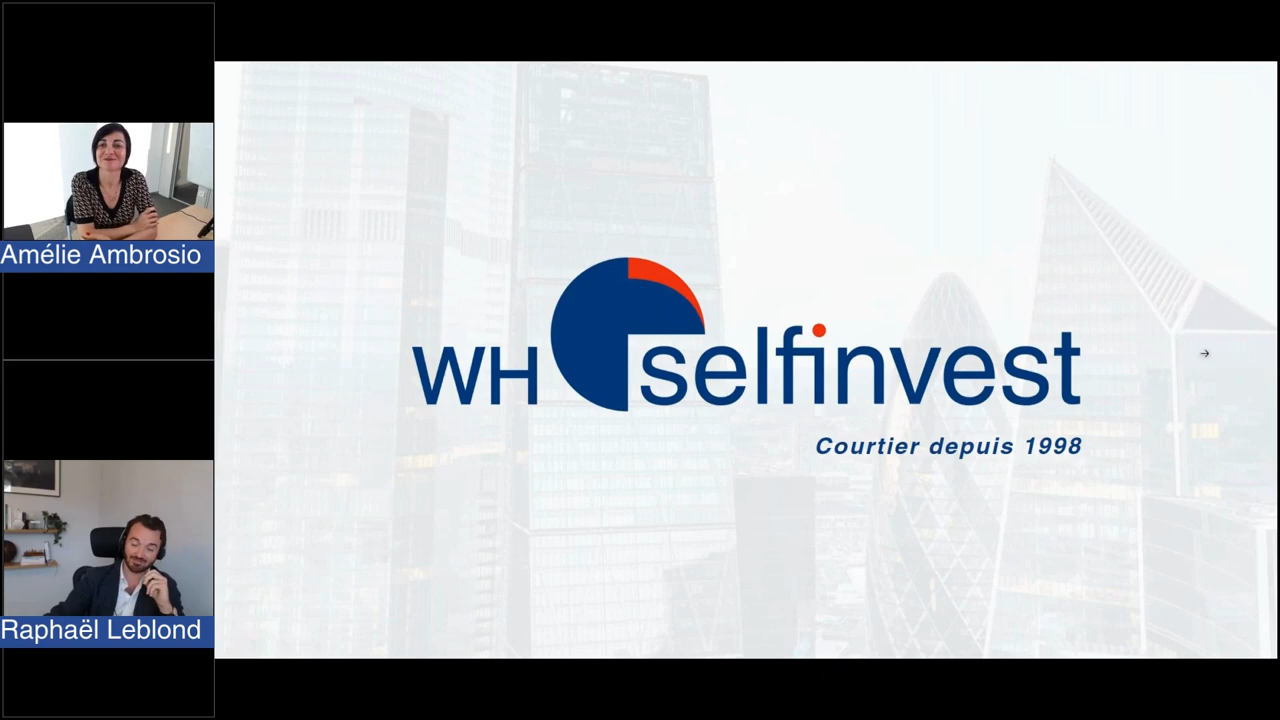 Amélie Ambrosio
Raphaël Leblond
WH selfinvest
Courtier depuis 1998